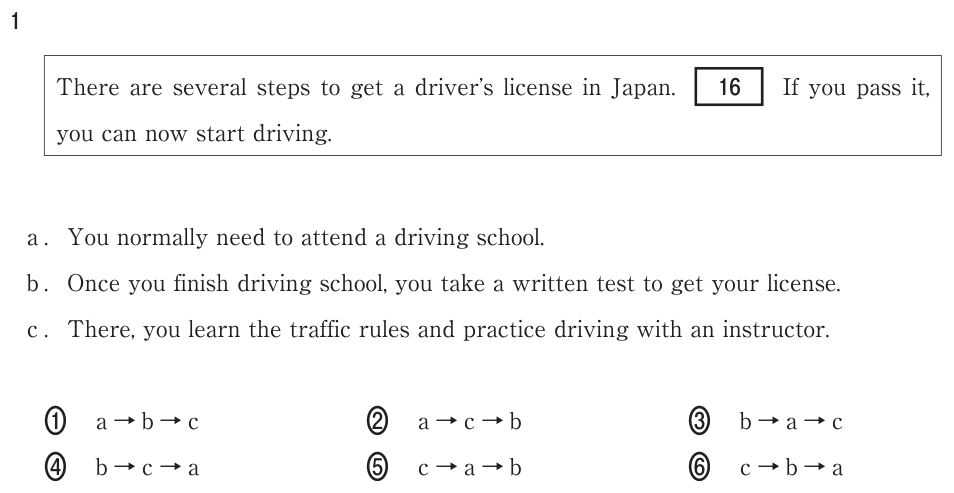 1
There are several steps to get a driver's license in Japan. 16 If you pass it,
you can now start driving.
a. You normally need to attend a driving school.
b. Once you finish driving school, you take a written test to get your license.
c. There, you learn the traffic rules and practice driving with an instructor.
① a→b→c ② a→c→b ③ b→a→c
④ b→c→a ⑤ c→a→b ⑥ c→b→a